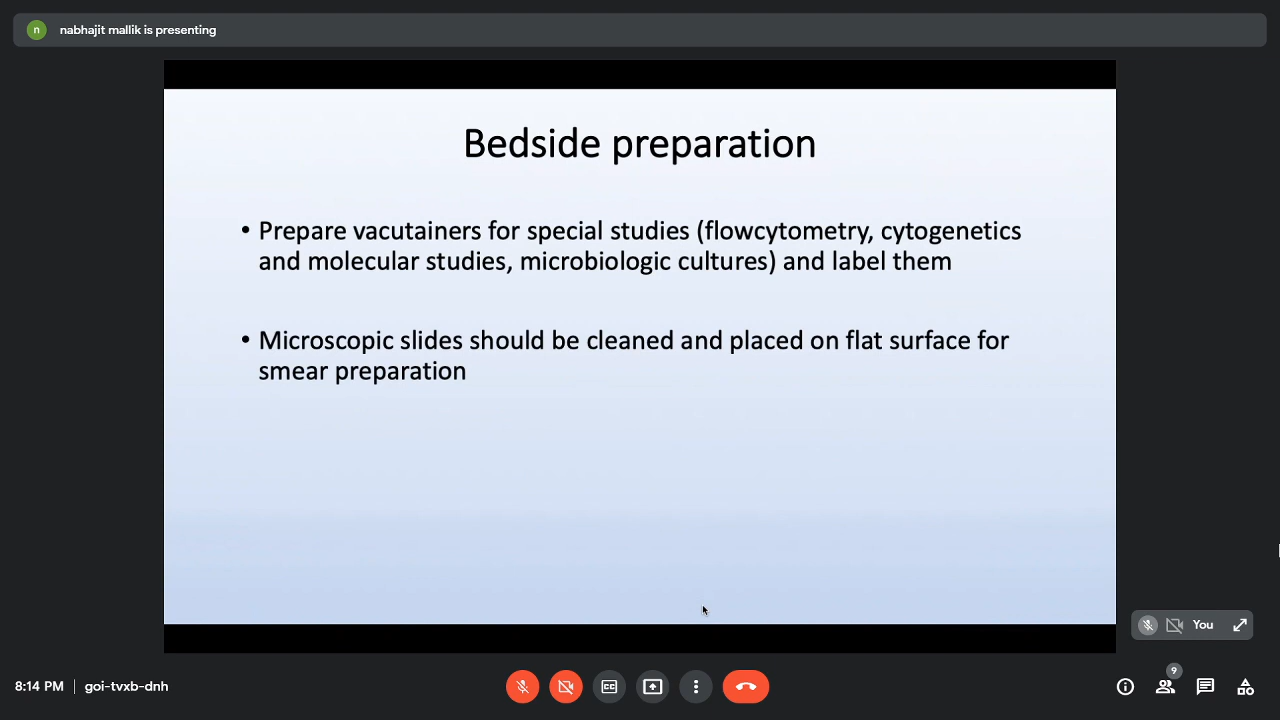 n nabhajit mallik is presenting
Bedside preparation
• Prepare vacutainers for special studies (flowcytometry, cytogenetics
and molecular studies, microbiologic cultures) and label them
• Microscopic slides should be cleaned and placed on flat surface for
smear preparation
You
9
8:14 PM | goi-tvxb-dnh
CC